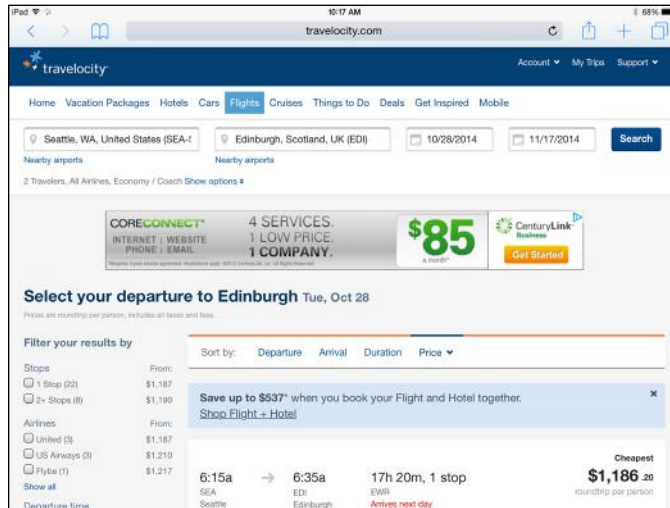 iPad 10:17 AM 68%
travelocity.com
travelocity Account My Trips Support
Home Vacation Packages Hotels Cars Flights Cruises Things to Do Deals Get Inspired Mobile
Seattle, WA, United States (SEA-S Edinburgh, Scotland, UK (EDI) 10/28/2014 11/17/2014 Search
Nearby airports Nearby airports
2 Travelers, All Airlines, Economy / Coach Show options
CORECONNECT
INTERNET | WEBSITE
PHONE | EMAIL
4 SERVICES.
1 LOW PRICE.
1 COMPANY.
$85
a month*
CenturyLink
Business
Get Started
Select your departure to Edinburgh Tue, Oct 28
Prices are roundtrip per person, includes all taxes and fees.
Filter your results by
Stops From:
1 Stop (22) $1,187
2+ Stops (8) $1,190
Airlines From:
United (3) $1,187
US Airways (3) $1,210
Flybe (1) $1,217
Show all
Departure time
Sort by: Departure Arrival Duration Price
Save up to $537* when you book your Flight and Hotel together. ×
Shop Flight + Hotel
Cheapest
6:15a → 6:35a 17h 20m, 1 stop $1,186.20
SEA EDI EWR roundtrip per person
Seattle Edinburgh Arrives next day